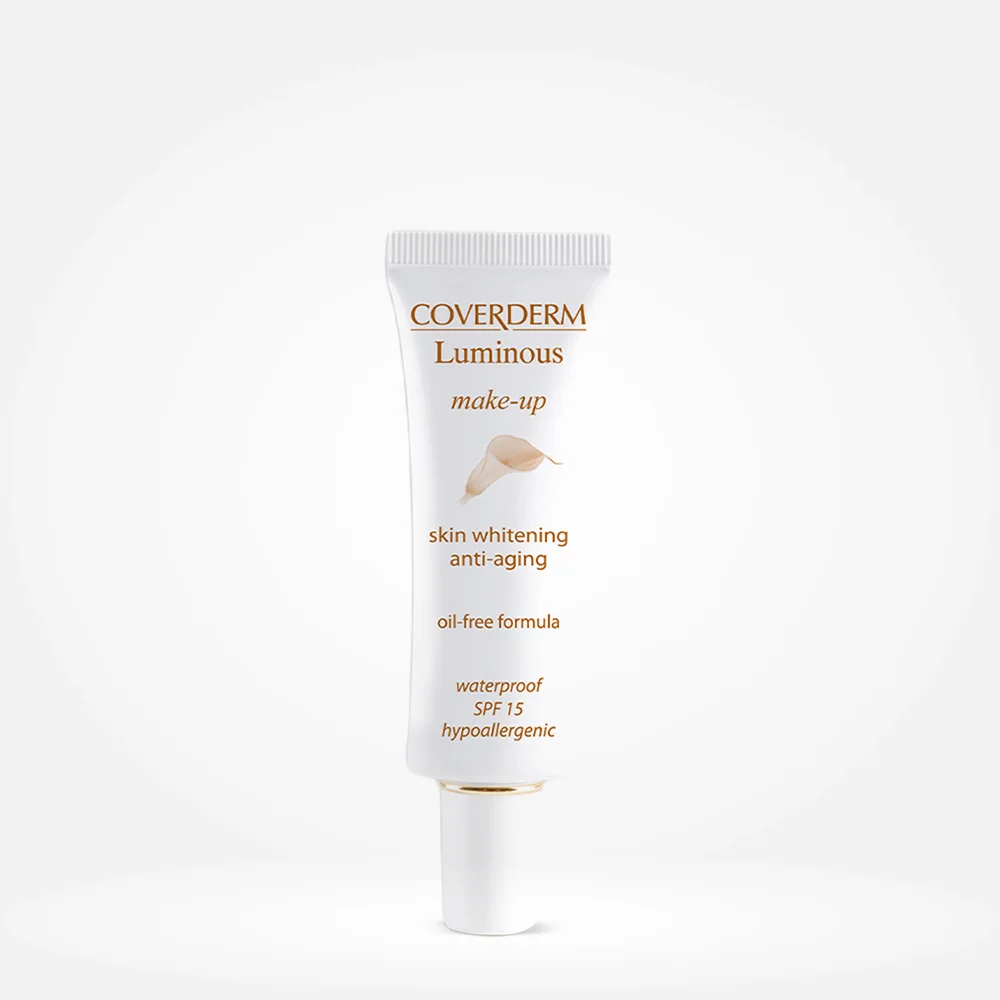 COVERDERM
Luminous
make-up
skin whitening
anti-aging
oil-free formula
waterproof
SPF 15
hypoallergenic